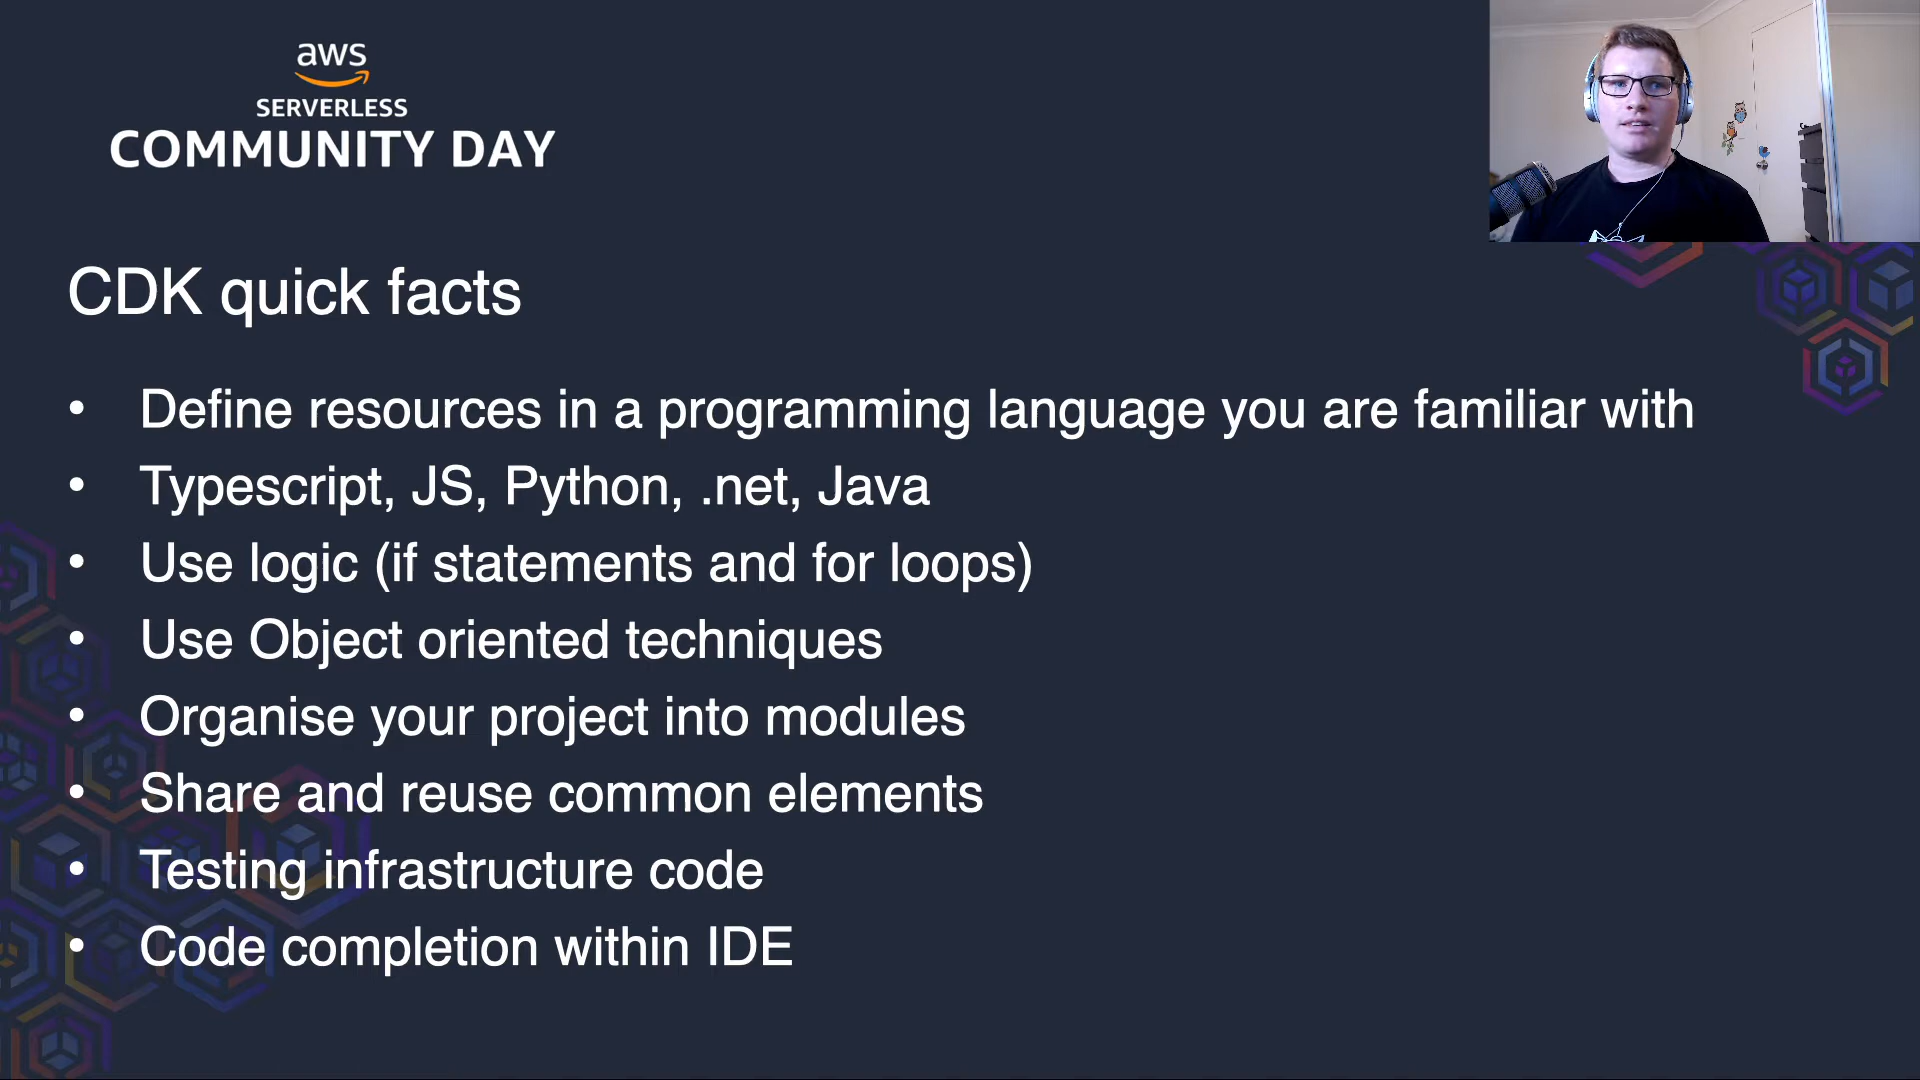 aws
SERVERLESS
COMMUNITY DAY
CDK quick facts
• Define resources in a programming language you are familiar with
• Typescript, JS, Python, .net, Java
• Use logic (if statements and for loops)
• Use Object oriented techniques
• Organise your project into modules
• Share and reuse common elements
• Testing infrastructure code
• Code completion within IDE